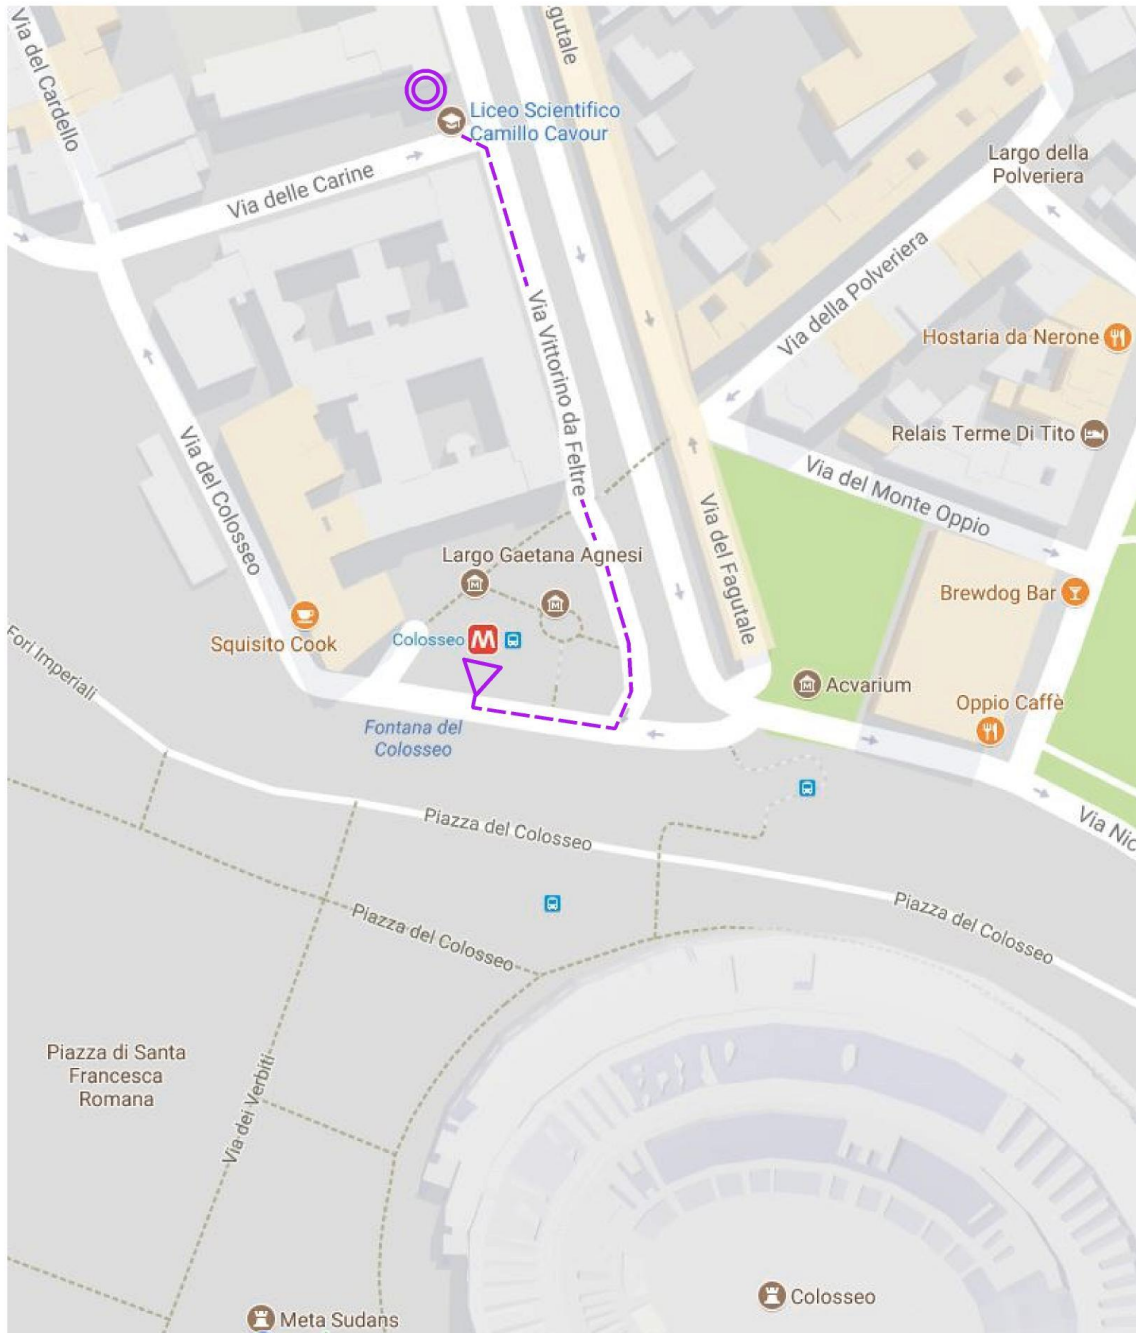 Via del Cardello
gutale
Liceo Scientifico
Camillo Cavour
Largo della
Polveriera
Via delle Carine
Via della Polveriera
Via Vittorino da Feltre
Hostaria da Nerone
Relais Terme Di Tito
Via del Colosseo
Via del Monte Oppio
Via del Fagutale
Largo Gaetana Agnesi
Brewdog Bar
Squisito Cook
Colosseo
M
Fori Imperiali
Acvarium
Oppio Caffè
Fontana del
Colosseo
Via Nic
Piazza del Colosseo
Piazza del Colosseo
Piazza del Colosseo
Piazza di Santa
Francesca
Romana
Via dei Verbiti
Colosseo
Meta Sudans